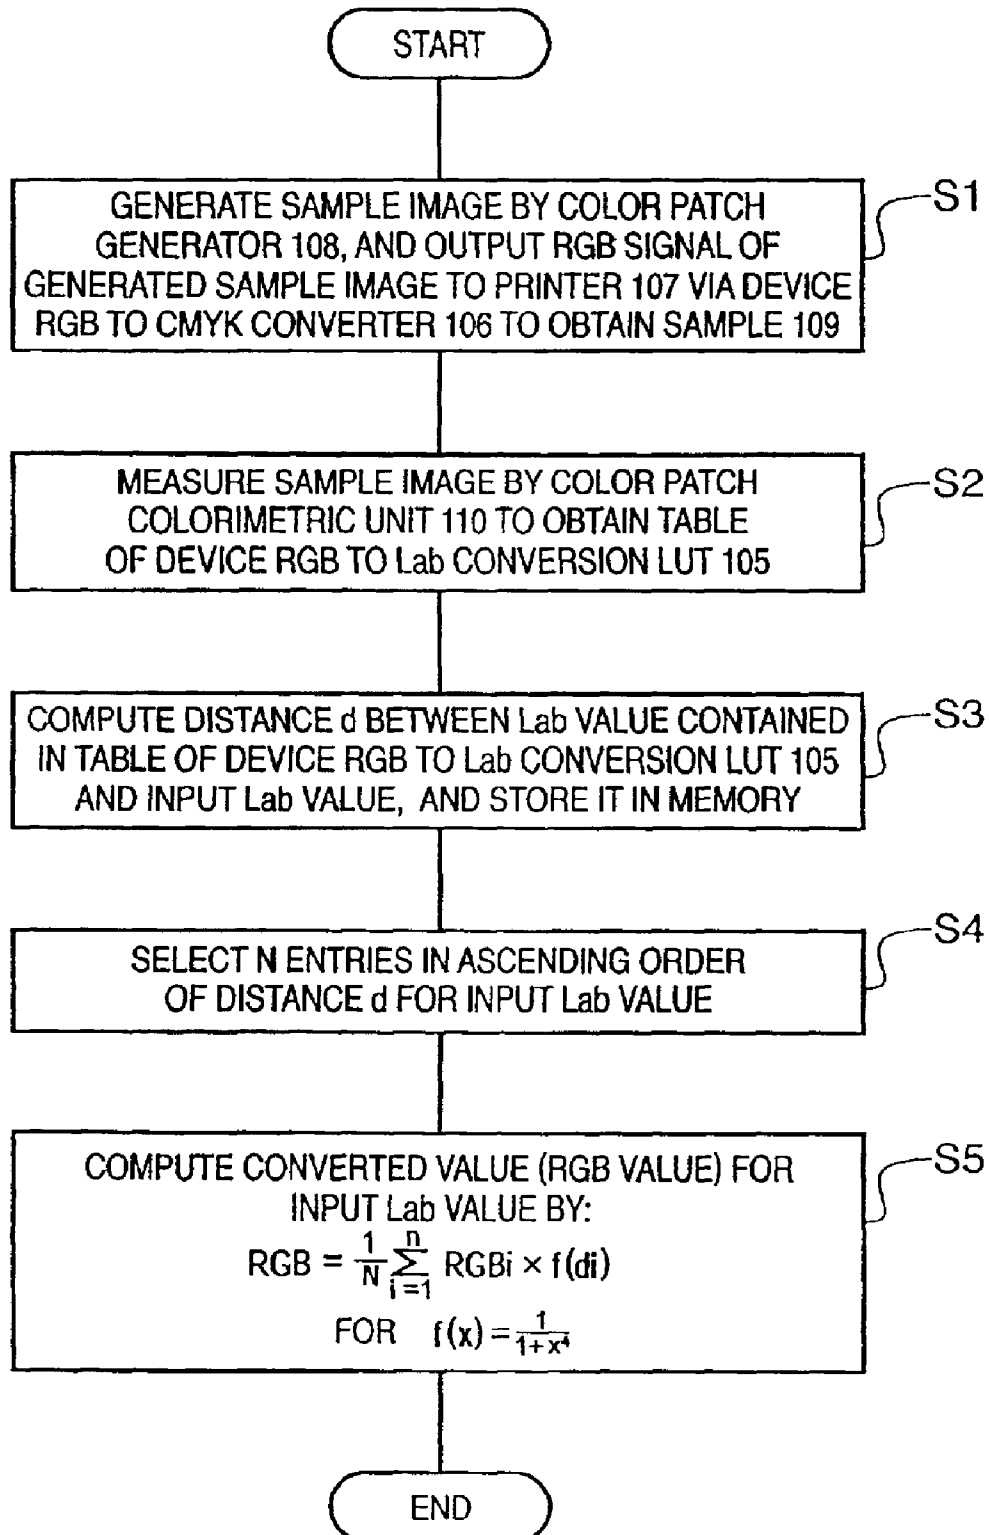 START
GENERATE SAMPLE IMAGE BY COLOR PATCH
GENERATOR 108, AND OUTPUT RGB SIGNAL OF
GENERATED SAMPLE IMAGE TO PRINTER 107 VIA DEVICE
RGB TO CMYK CONVERTER 106 TO OBTAIN SAMPLE 109
S1
MEASURE SAMPLE IMAGE BY COLOR PATCH
COLORIMETRIC UNIT 110 TO OBTAIN TABLE
OF DEVICE RGB TO Lab CONVERSION LUT 105
S2
COMPUTE DISTANCE d BETWEEN Lab VALUE CONTAINED
IN TABLE OF DEVICE RGB TO Lab CONVERSION LUT 105
AND INPUT Lab VALUE, AND STORE IT IN MEMORY
S3
SELECT N ENTRIES IN ASCENDING ORDER
OF DISTANCE d FOR INPUT Lab VALUE
S4
COMPUTE CONVERTED VALUE (RGB VALUE) FOR
INPUT Lab VALUE BY:
RGB = 1/N n∑i=1 RGBi × f(di)
FOR f(x) = 1/1+x⁴
S5
END